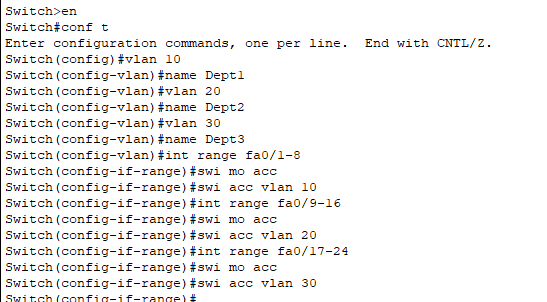 Switch>en
Switch#conf t
Enter configuration commands, one per line.  End with CNTL/Z.
Switch(config)#vlan 10
Switch(config-vlan)#name Dept1
Switch(config-vlan)#vlan 20
Switch(config-vlan)#name Dept2
Switch(config-vlan)#vlan 30
Switch(config-vlan)#name Dept3
Switch(config-vlan)#int range fa0/1-8
Switch(config-if-range)#swi mo acc
Switch(config-if-range)#swi acc vlan 10
Switch(config-if-range)#int range fa0/9-16
Switch(config-if-range)#swi mo acc
Switch(config-if-range)#swi acc vlan 20
Switch(config-if-range)#int range fa0/17-24
Switch(config-if-range)#swi mo acc
Switch(config-if-range)#swi acc vlan 30
Switch(config-if-range)#